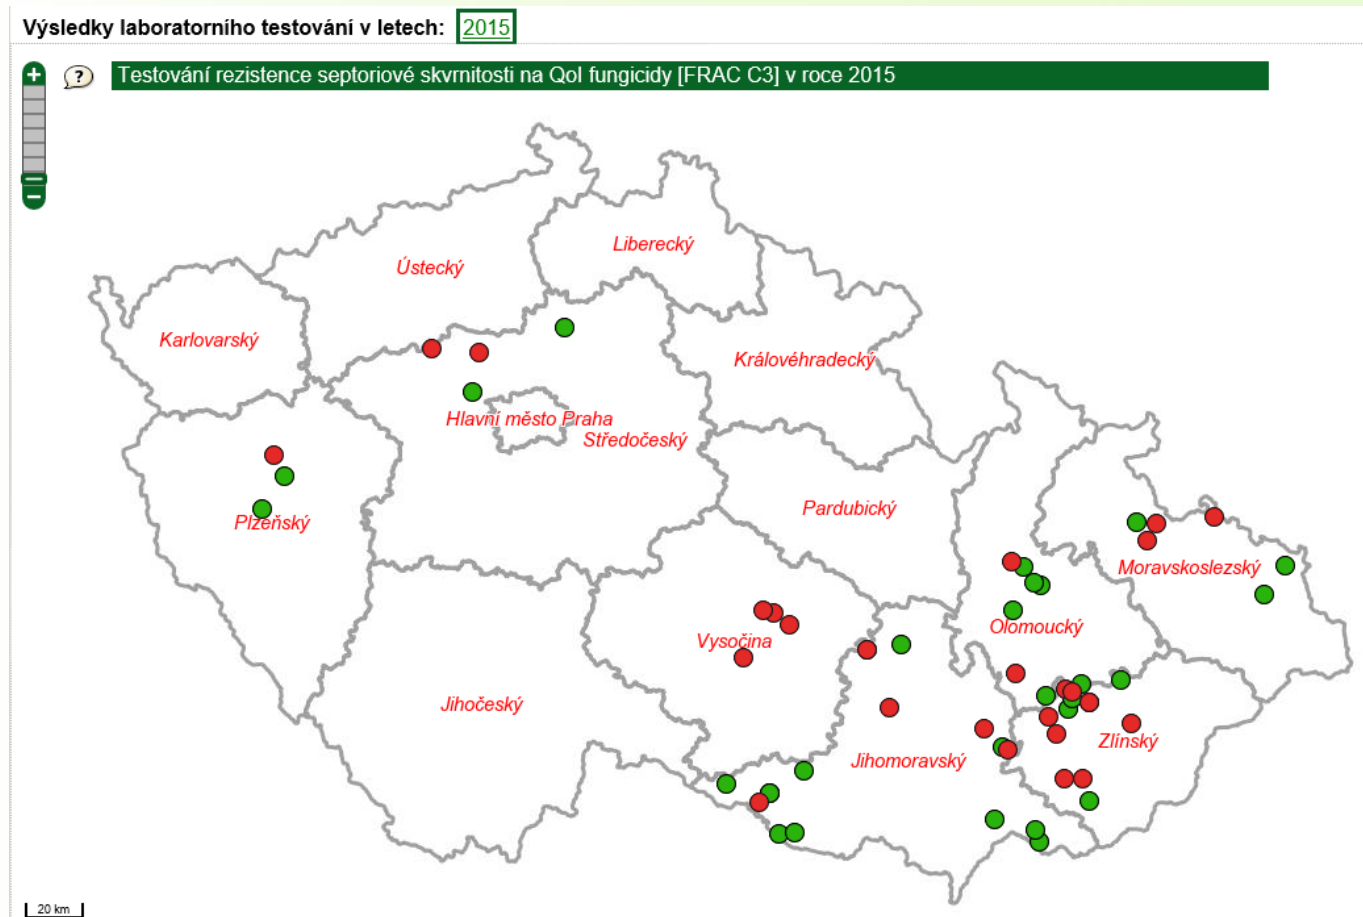 Výsledky laboratorního testování v letech: 2015
+
?
Testování rezistence septoriové skvrnitosti na QoI fungicidy [FRAC C3] v roce 2015
−
Liberecký
Ústecký
Karlovarský
Královéhradecký
Hlavní město Praha
Středočeský
Pardubický
Plzeňský
Moravskoslezský
Olomoucký
Vysočina
Jihočeský
Zlínský
Jihomoravský
20 km